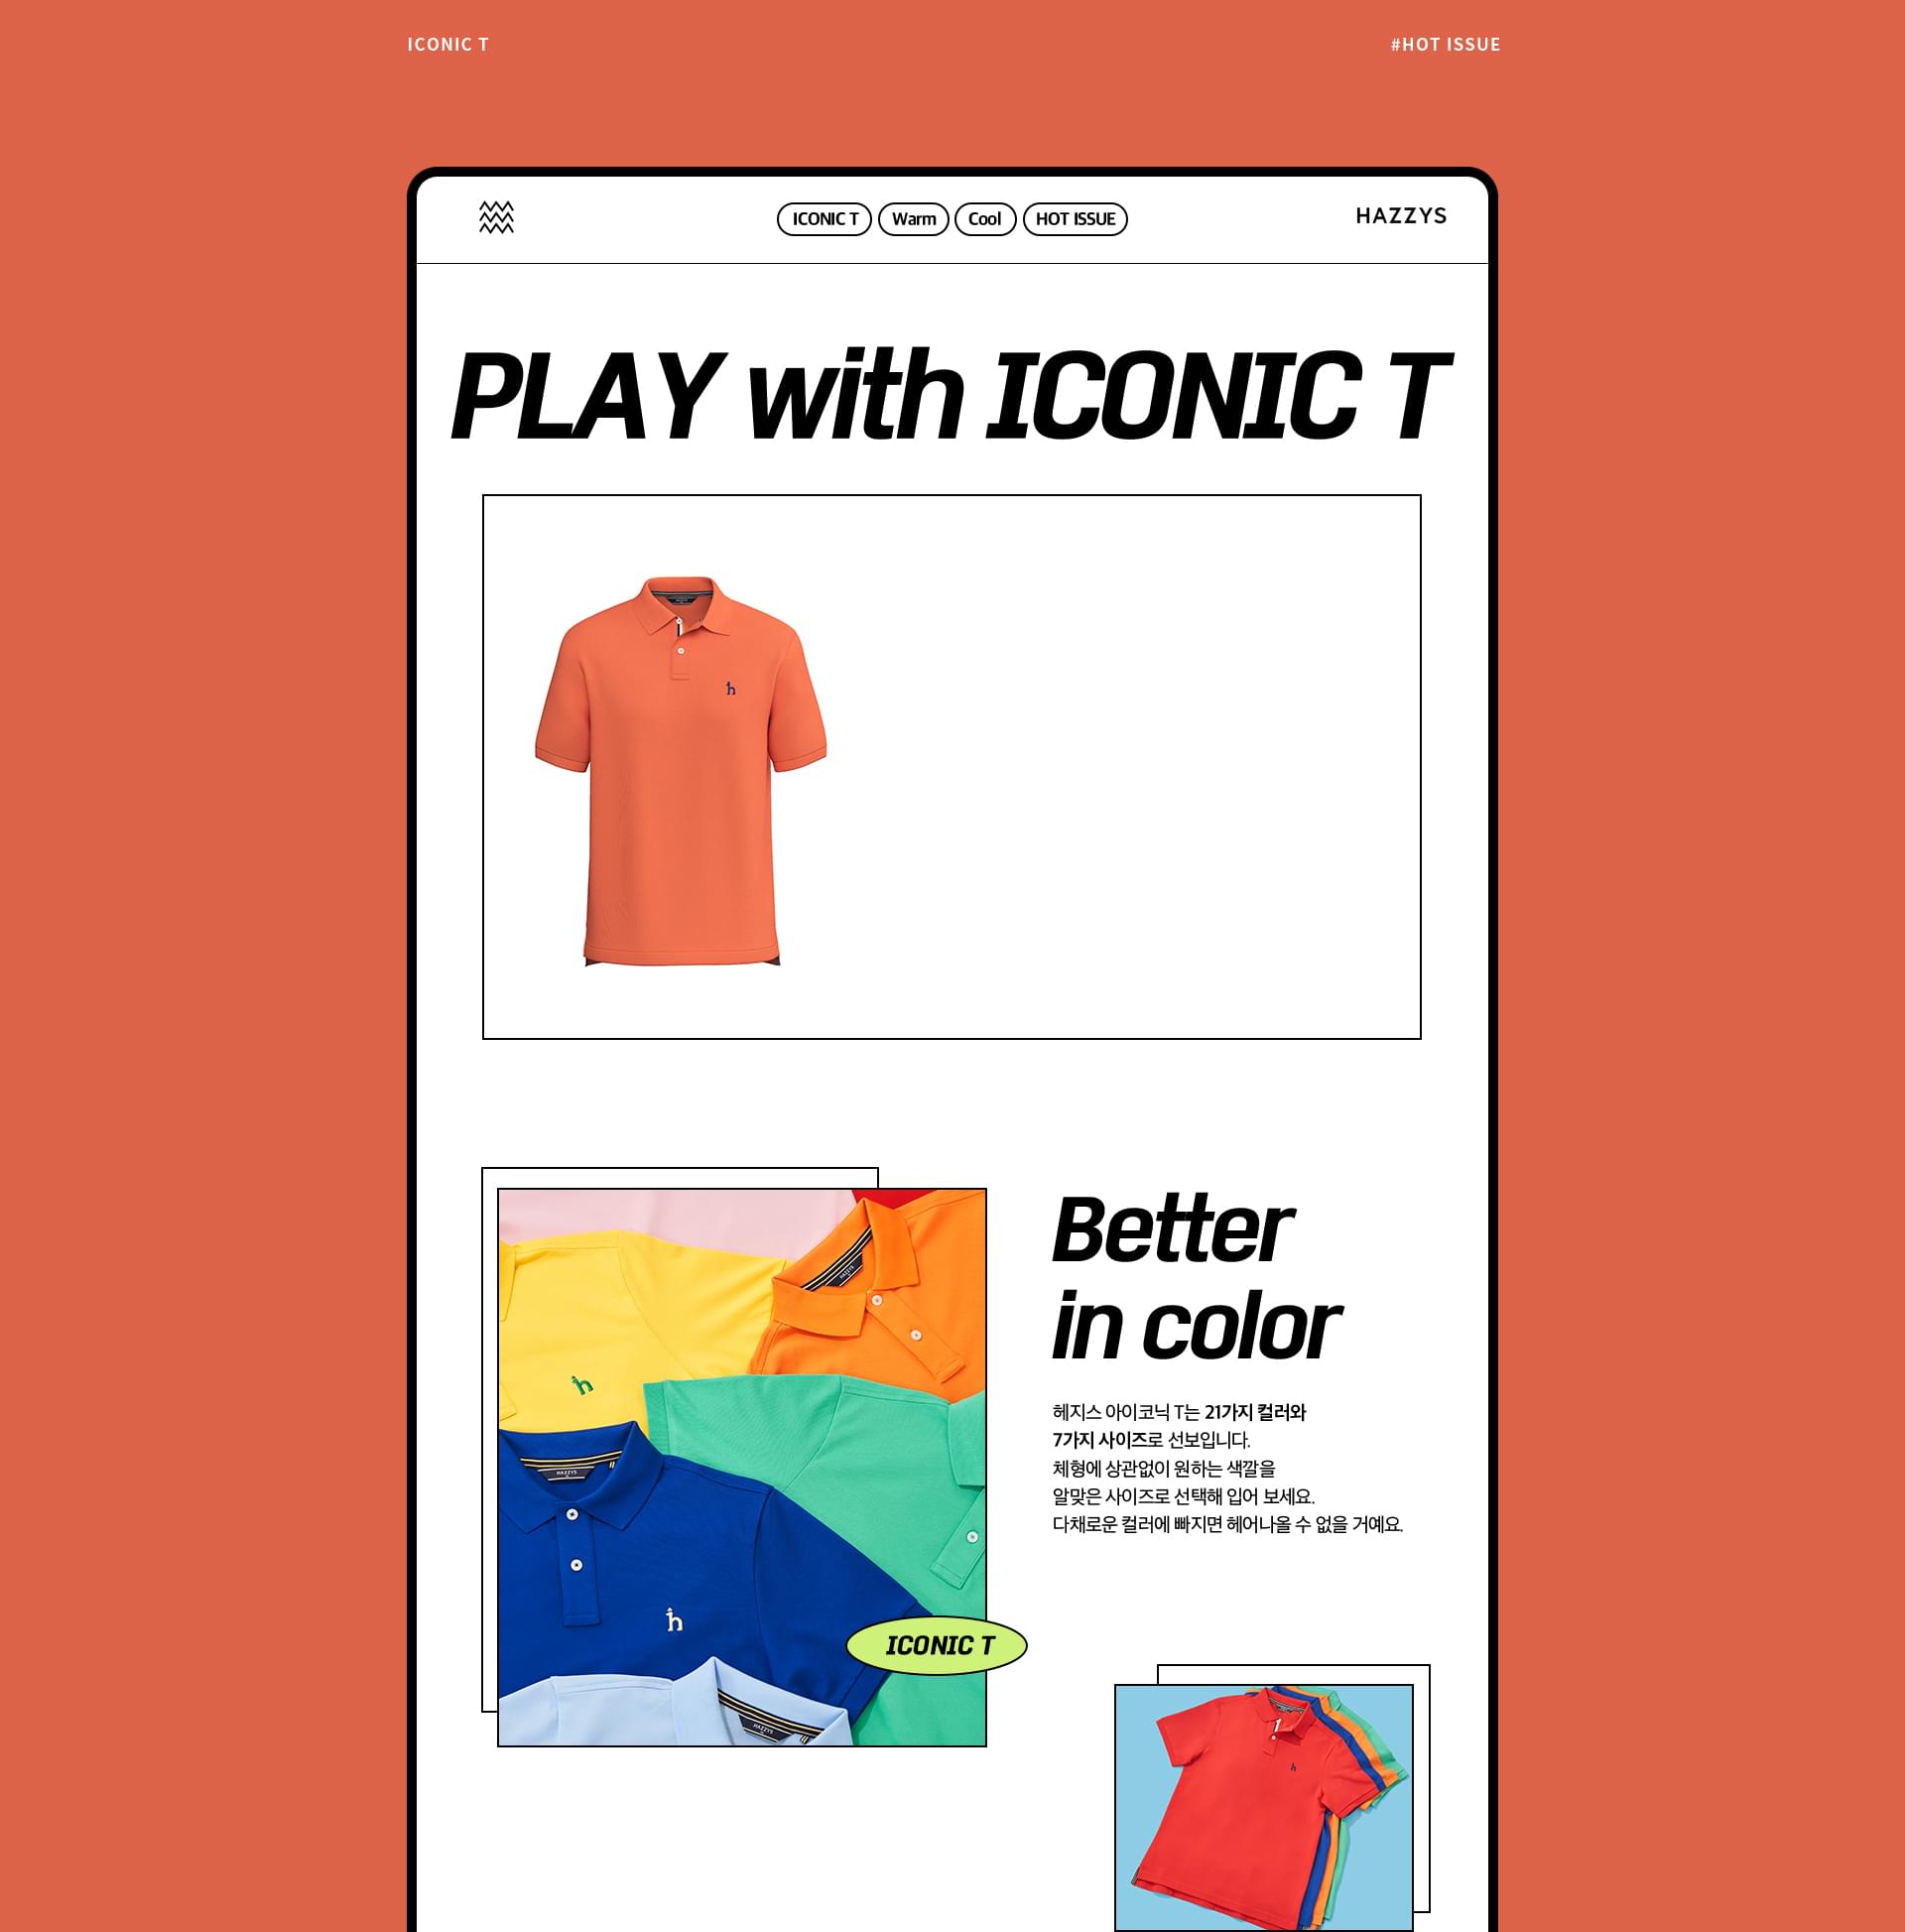 ICONIC T
#HOT ISSUE
ICONIC T
Warm
Cool
HOT ISSUE
HAZZYS
PLAY with ICONIC T
h
Better
in color
헤지스 아이코닉 T는 21가지 컬러와
7가지 사이즈로 선보입니다.
체형에 상관없이 원하는 색깔을
알맞은 사이즈로 선택해 입어 보세요.
다채로운 컬러에 빠지면 헤어나올 수 없을 거예요.
h
HAZZYS
h
ICONIC T
HAZZYS
h